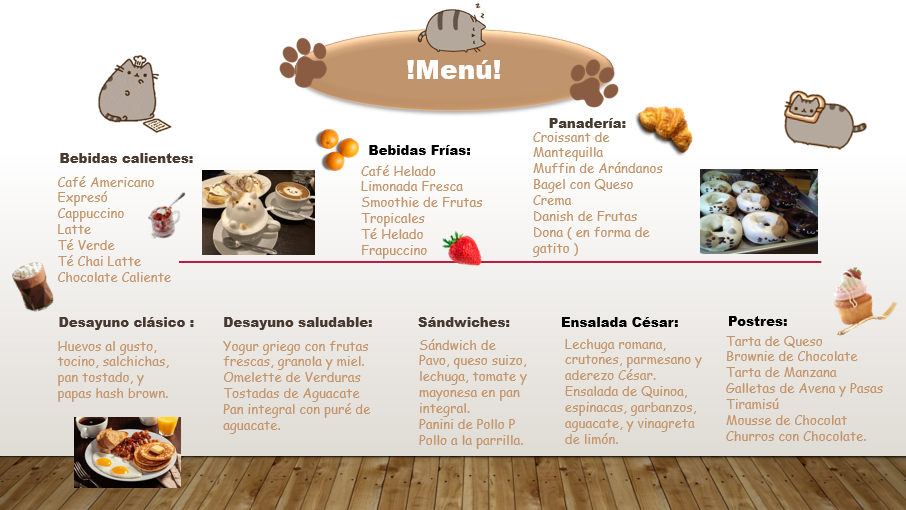 !Menú!
Bebidas calientes:
Café Americano
Expresó
Cappuccino
Latte
Té Verde
Té Chai Latte
Chocolate Caliente
Bebidas Frías:
Café Helado
Limonada Fresca
Smoothie de Frutas
Tropicales
Té Helado
Frapuccino
Panadería:
Croissant de
Mantequilla
Muffin de Arándanos
Bagel con Queso
Crema
Danish de Frutas
Dona ( en forma de
gatito )
Desayuno clásico :
Huevos al gusto,
tocino, salchichas,
pan tostado, y
papas hash brown.
Desayuno saludable:
Yogur griego con frutas
frescas, granola y miel.
Omelette de Verduras
Tostadas de Aguacate
Pan integral con puré de
aguacate.
Sándwiches:
Sándwich de
Pavo, queso suizo,
lechuga, tomate y
mayonesa en pan
integral.
Panini de Pollo P
Pollo a la parrilla.
Ensalada César:
Lechuga romana,
crutones, parmesano y
aderezo César.
Ensalada de Quinoa,
espinacas, garbanzos,
aguacate, y vinagreta
de limón.
Postres:
Tarta de Queso
Brownie de Chocolate
Tarta de Manzana
Galletas de Avena y Pasas
Tiramisú
Mousse de Chocolat
Churros con Chocolate.